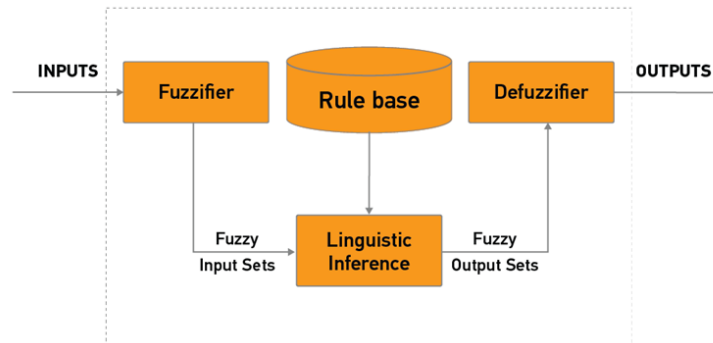 INPUTS
Fuzzifier
Rule base
Defuzzifier
OUTPUTS
Fuzzy
Input Sets
Linguistic
Inference
Fuzzy
Output Sets